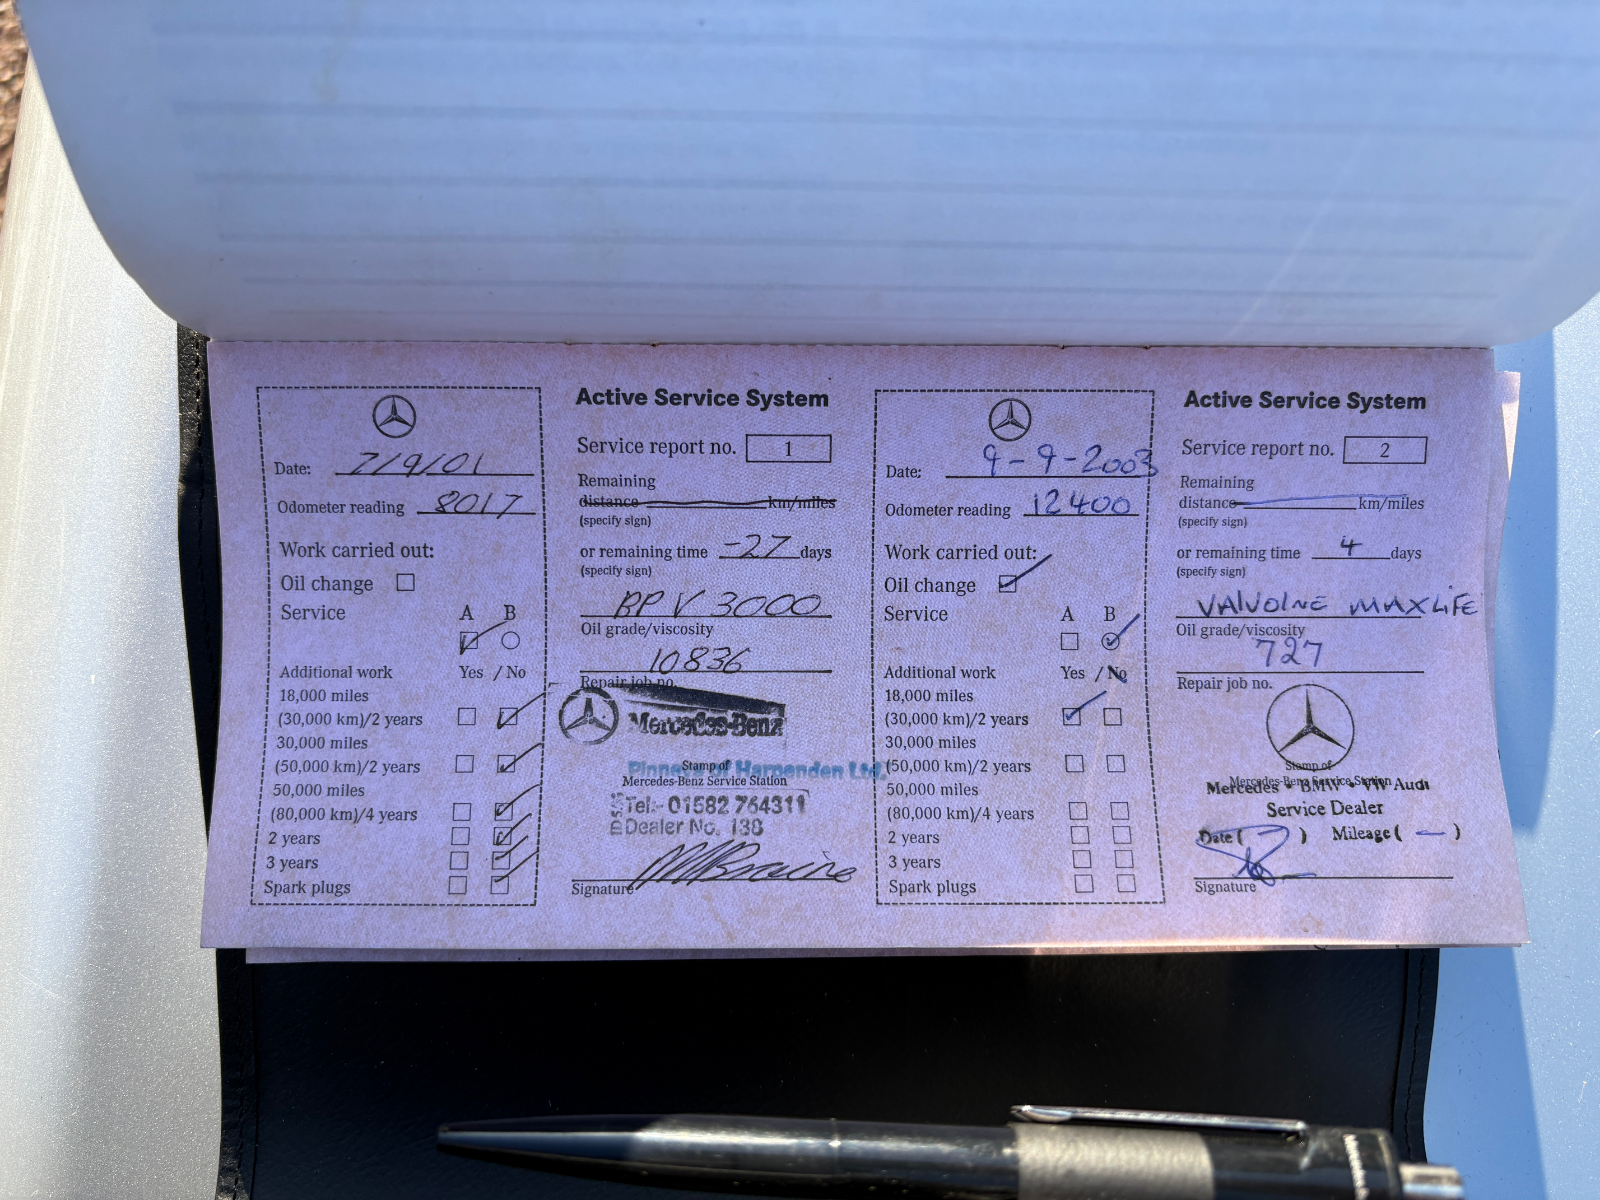 Date: 7/9/01
Odometer reading 8017
Work carried out:
Oil change
Service A B
Additional work Yes / No
18,000 miles
(30,000 km)/2 years
30,000 miles
(50,000 km)/2 years
50,000 miles
(80,000 km)/4 years
2 years
3 years
Spark plugs
Active Service System
Service report no. 1
Remaining
distance km/miles
(specify sign)
or remaining time -27 days
(specify sign)
BP V 3000
Oil grade/viscosity
10836
Repair job no.
Mercedes-Benz
Pinneys of Harpenden Ltd.
Stamp of
Mercedes-Benz Service Station
Tel:- 01582 764311
Dealer No. 138
Signature
Date: 9-9-2003
Odometer reading 12400
Work carried out:
Oil change
Service A B
Additional work Yes / No
18,000 miles
(30,000 km)/2 years
30,000 miles
(50,000 km)/2 years
50,000 miles
(80,000 km)/4 years
2 years
3 years
Spark plugs
Active Service System
Service report no. 2
Remaining
distance km/miles
(specify sign)
or remaining time 4 days
(specify sign)
VAlVOlNE MAXLiFE
Oil grade/viscosity
727
Repair job no.
Stamp of
Mercedes-Benz Service Station
Mercedes • BMW • VW Audi
Service Dealer
Date ( ) Mileage ( — )
Signature